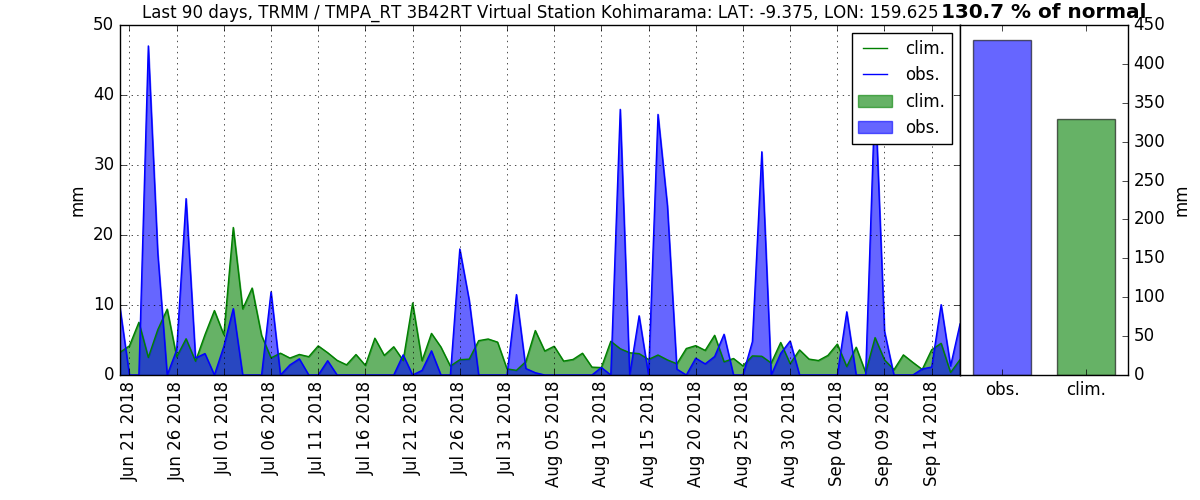 Last 90 days, TRMM / TMPA_RT 3B42RT Virtual Station Kohimarama: LAT: -9.375, LON: 159.625 130.7 % of normal
50
40
30
20
10
0
mm
clim.
obs.
clim.
obs.
Jun 21 2018
Jun 26 2018
Jul 01 2018
Jul 06 2018
Jul 11 2018
Jul 16 2018
Jul 21 2018
Jul 26 2018
Jul 31 2018
Aug 05 2018
Aug 10 2018
Aug 15 2018
Aug 20 2018
Aug 25 2018
Aug 30 2018
Sep 04 2018
Sep 09 2018
Sep 14 2018
450
400
350
300
250
200
150
100
50
0
mm
obs.
clim.